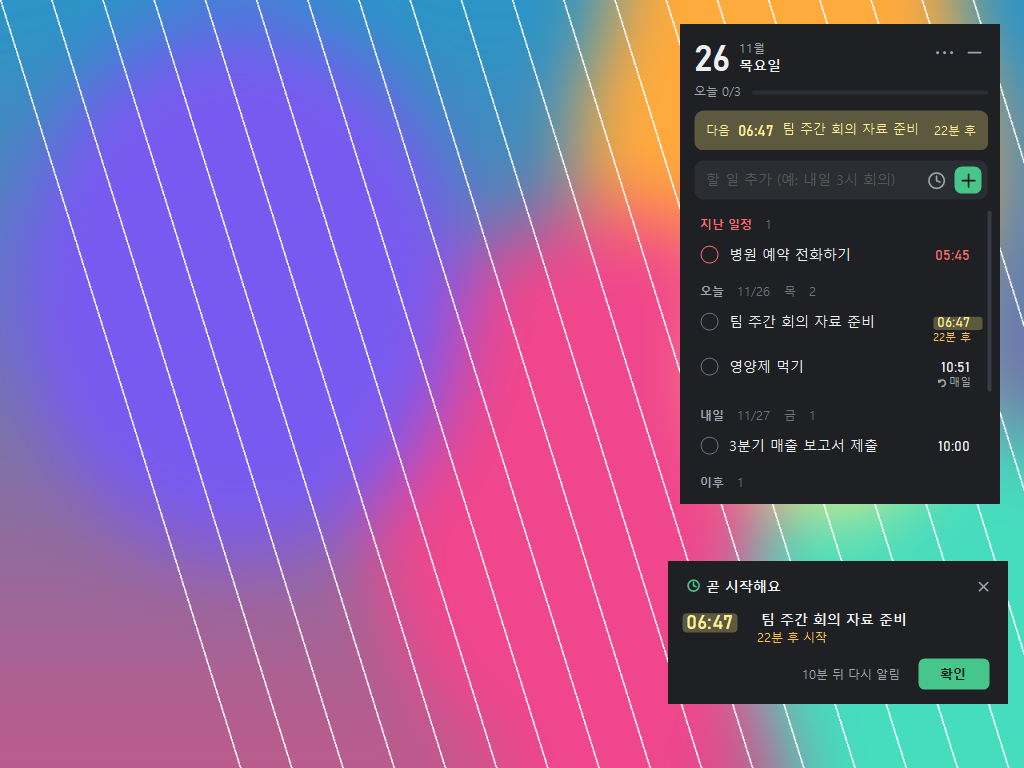 26 11월
목요일
오늘 0/3
다음 06:47 팀 주간 회의 자료 준비 22분 후
할 일 추가 (예: 내일 3시 회의)
지난 일정 1
병원 예약 전화하기 05:45
오늘 11/26 목 2
팀 주간 회의 자료 준비 06:47
22분 후
영양제 먹기 10:51
매일
내일 11/27 금 1
3분기 매출 보고서 제출 10:00
이후 1
곧 시작해요
06:47 팀 주간 회의 자료 준비
22분 후 시작
10분 뒤 다시 알림 확인